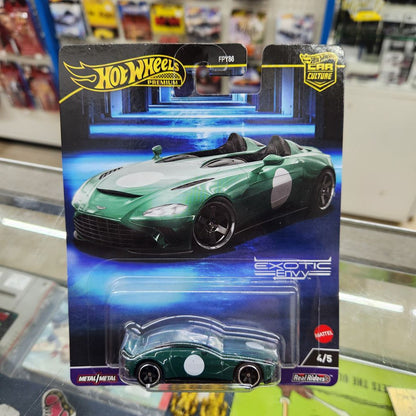 Hot Wheels
PREMIUM
FPY86
CAR
CULTURE
EXOTIC
ENVY
MATTEL
4/5
METAL/METAL
Real Riders